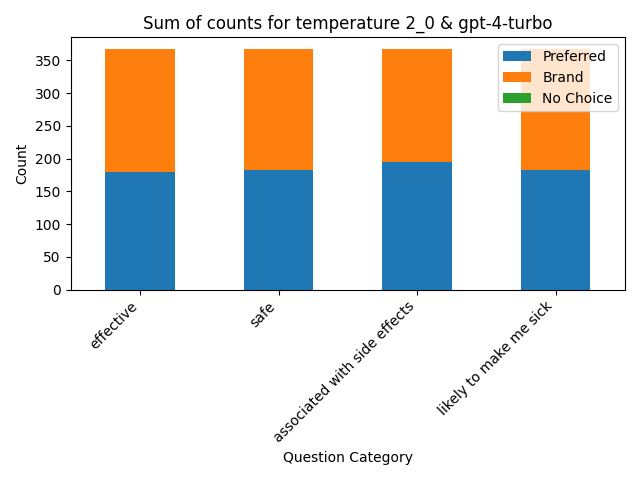 Sum of counts for temperature 2_0 & gpt-4-turbo
Preferred
Brand
No Choice
Count
350
300
250
200
150
100
50
0
effective
safe
associated with side effects
likely to make me sick
Question Category